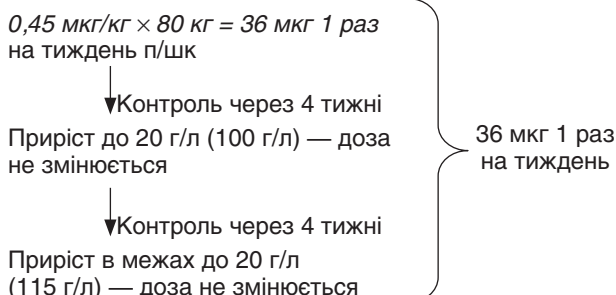 0,45 мкг/кг × 80 кг = 36 мкг 1 раз
на тиждень п/шк
Контроль через 4 тижні
Приріст до 20 г/л (100 г/л) — доза
не змінюється
Контроль через 4 тижні
Приріст в межах до 20 г/л
(115 г/л) — доза не змінюється
36 мкг 1 раз
на тиждень